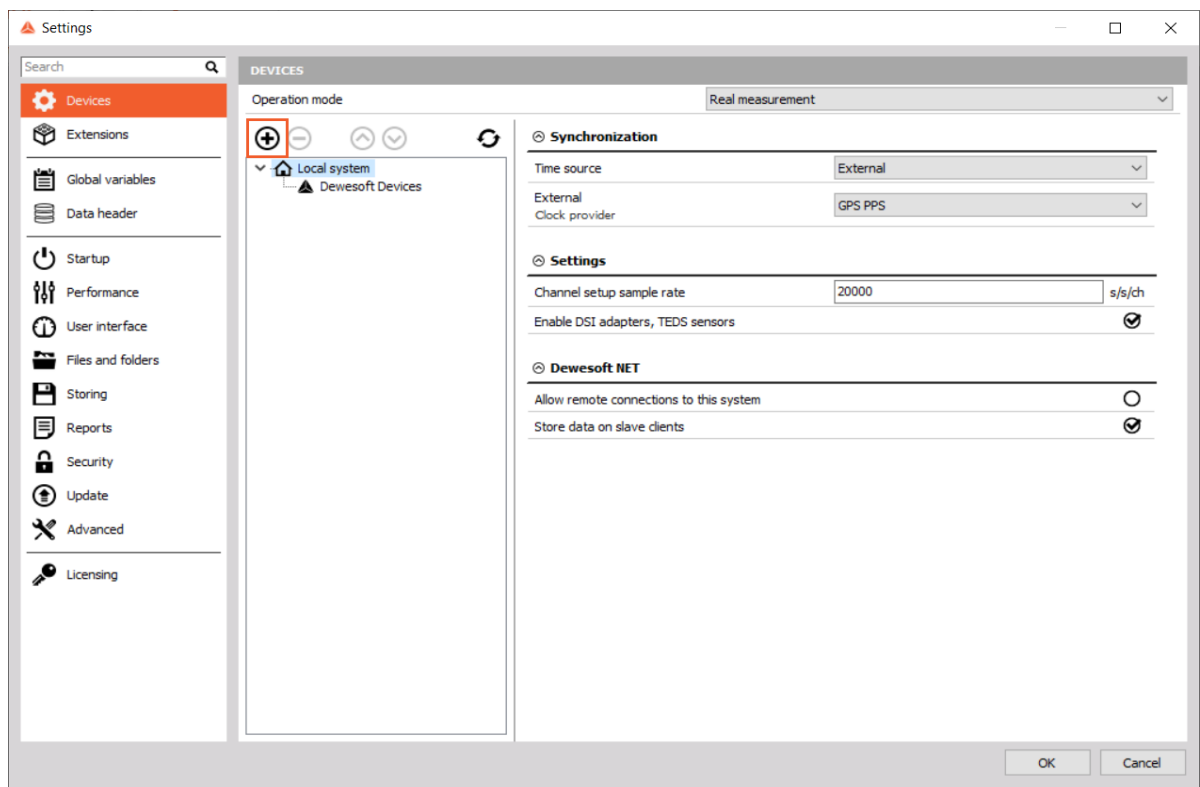 Settings
Search
Devices
Extensions
Global variables
Data header
Startup
Performance
User interface
Files and folders
Storing
Reports
Security
Update
Advanced
Licensing
DEVICES
Operation mode
Real measurement
Local system
Dewesoft Devices
Synchronization
Time source
External
External
Clock provider
GPS PPS
Settings
Channel setup sample rate
20000
s/s/ch
Enable DSI adapters, TEDS sensors
Dewesoft NET
Allow remote connections to this system
Store data on slave clients
OK
Cancel